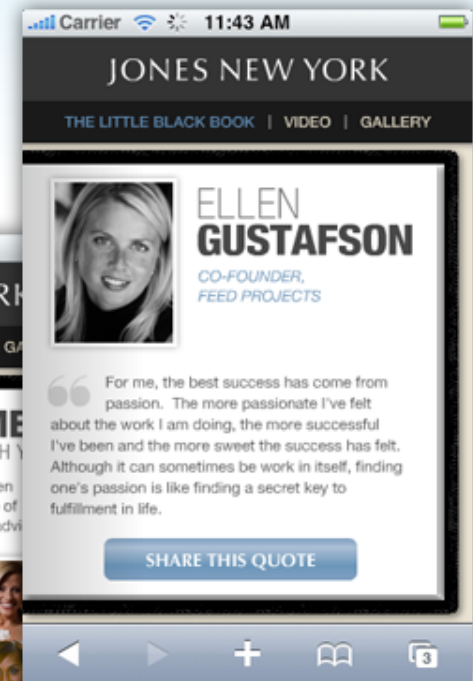 Carrier 11:43 AM
JONES NEW YORK
THE LITTLE BLACK BOOK | VIDEO | GALLERY
ELLEN
GUSTAFSON
CO-FOUNDER,
FEED PROJECTS
For me, the best success has come from
passion. The more passionate I've felt
about the work I am doing, the more successful
I've been and the more sweet the success has felt.
Although it can sometimes be work in itself, finding
one's passion is like finding a secret key to
fulfillment in life.
SHARE THIS QUOTE
3